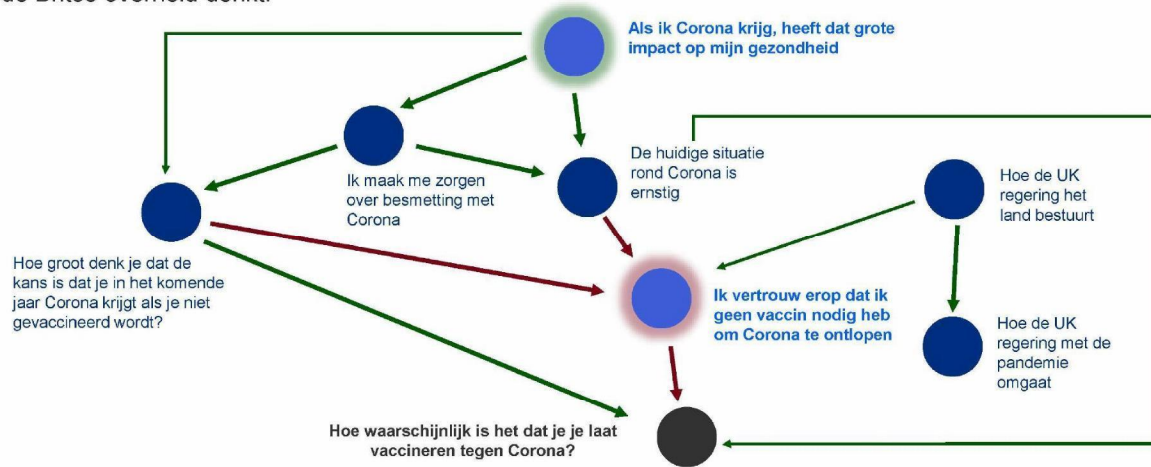 Als ik Corona krijg, heeft dat grote
impact op mijn gezondheid
Ik maak me zorgen
over besmetting met
Corona
De huidige situatie
rond Corona is
ernstig
Hoe de UK
regering het
land bestuurt
Hoe groot denk je dat de
kans is dat je in het komende
jaar Corona krijgt als je niet
gevaccineerd wordt?
Ik vertrouw erop dat ik
geen vaccin nodig heb
om Corona te ontlopen
Hoe de UK
regering met de
pandemie
omgaat
Hoe waarschijnlijk is het dat je je laat
vaccineren tegen Corona?